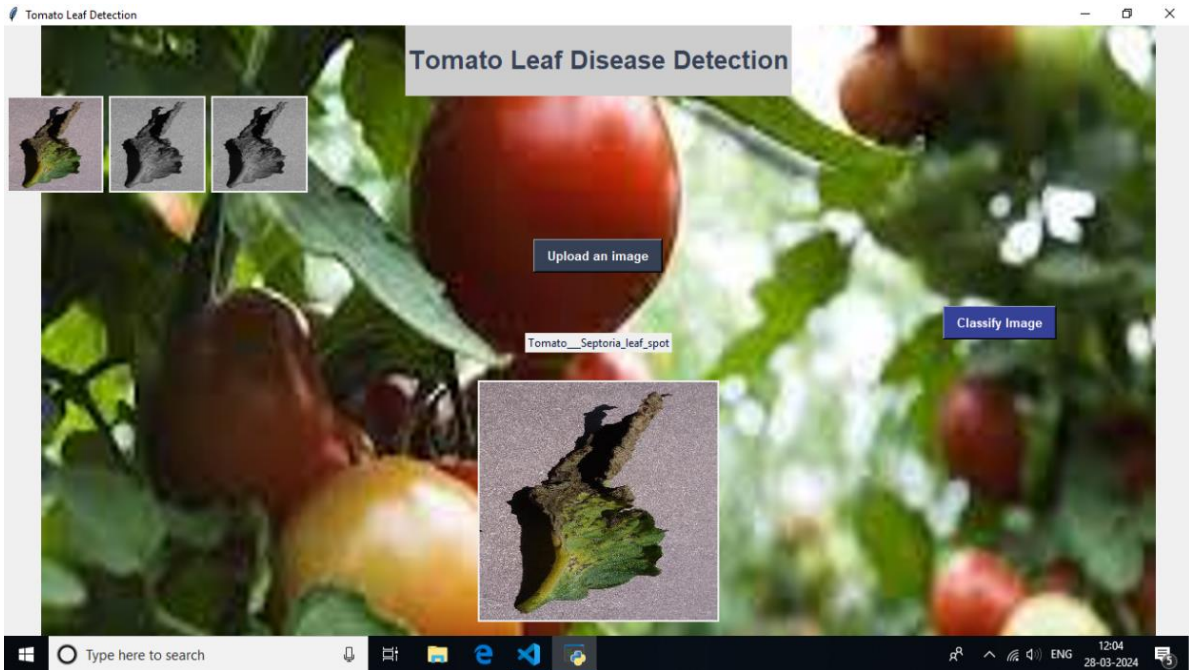 Tomato Leaf Detection
Tomato Leaf Disease Detection
Upload an image
Classify Image
Tomato___Septoria_leaf_spot
Type here to search
ENG
12:04
28-03-2024
5